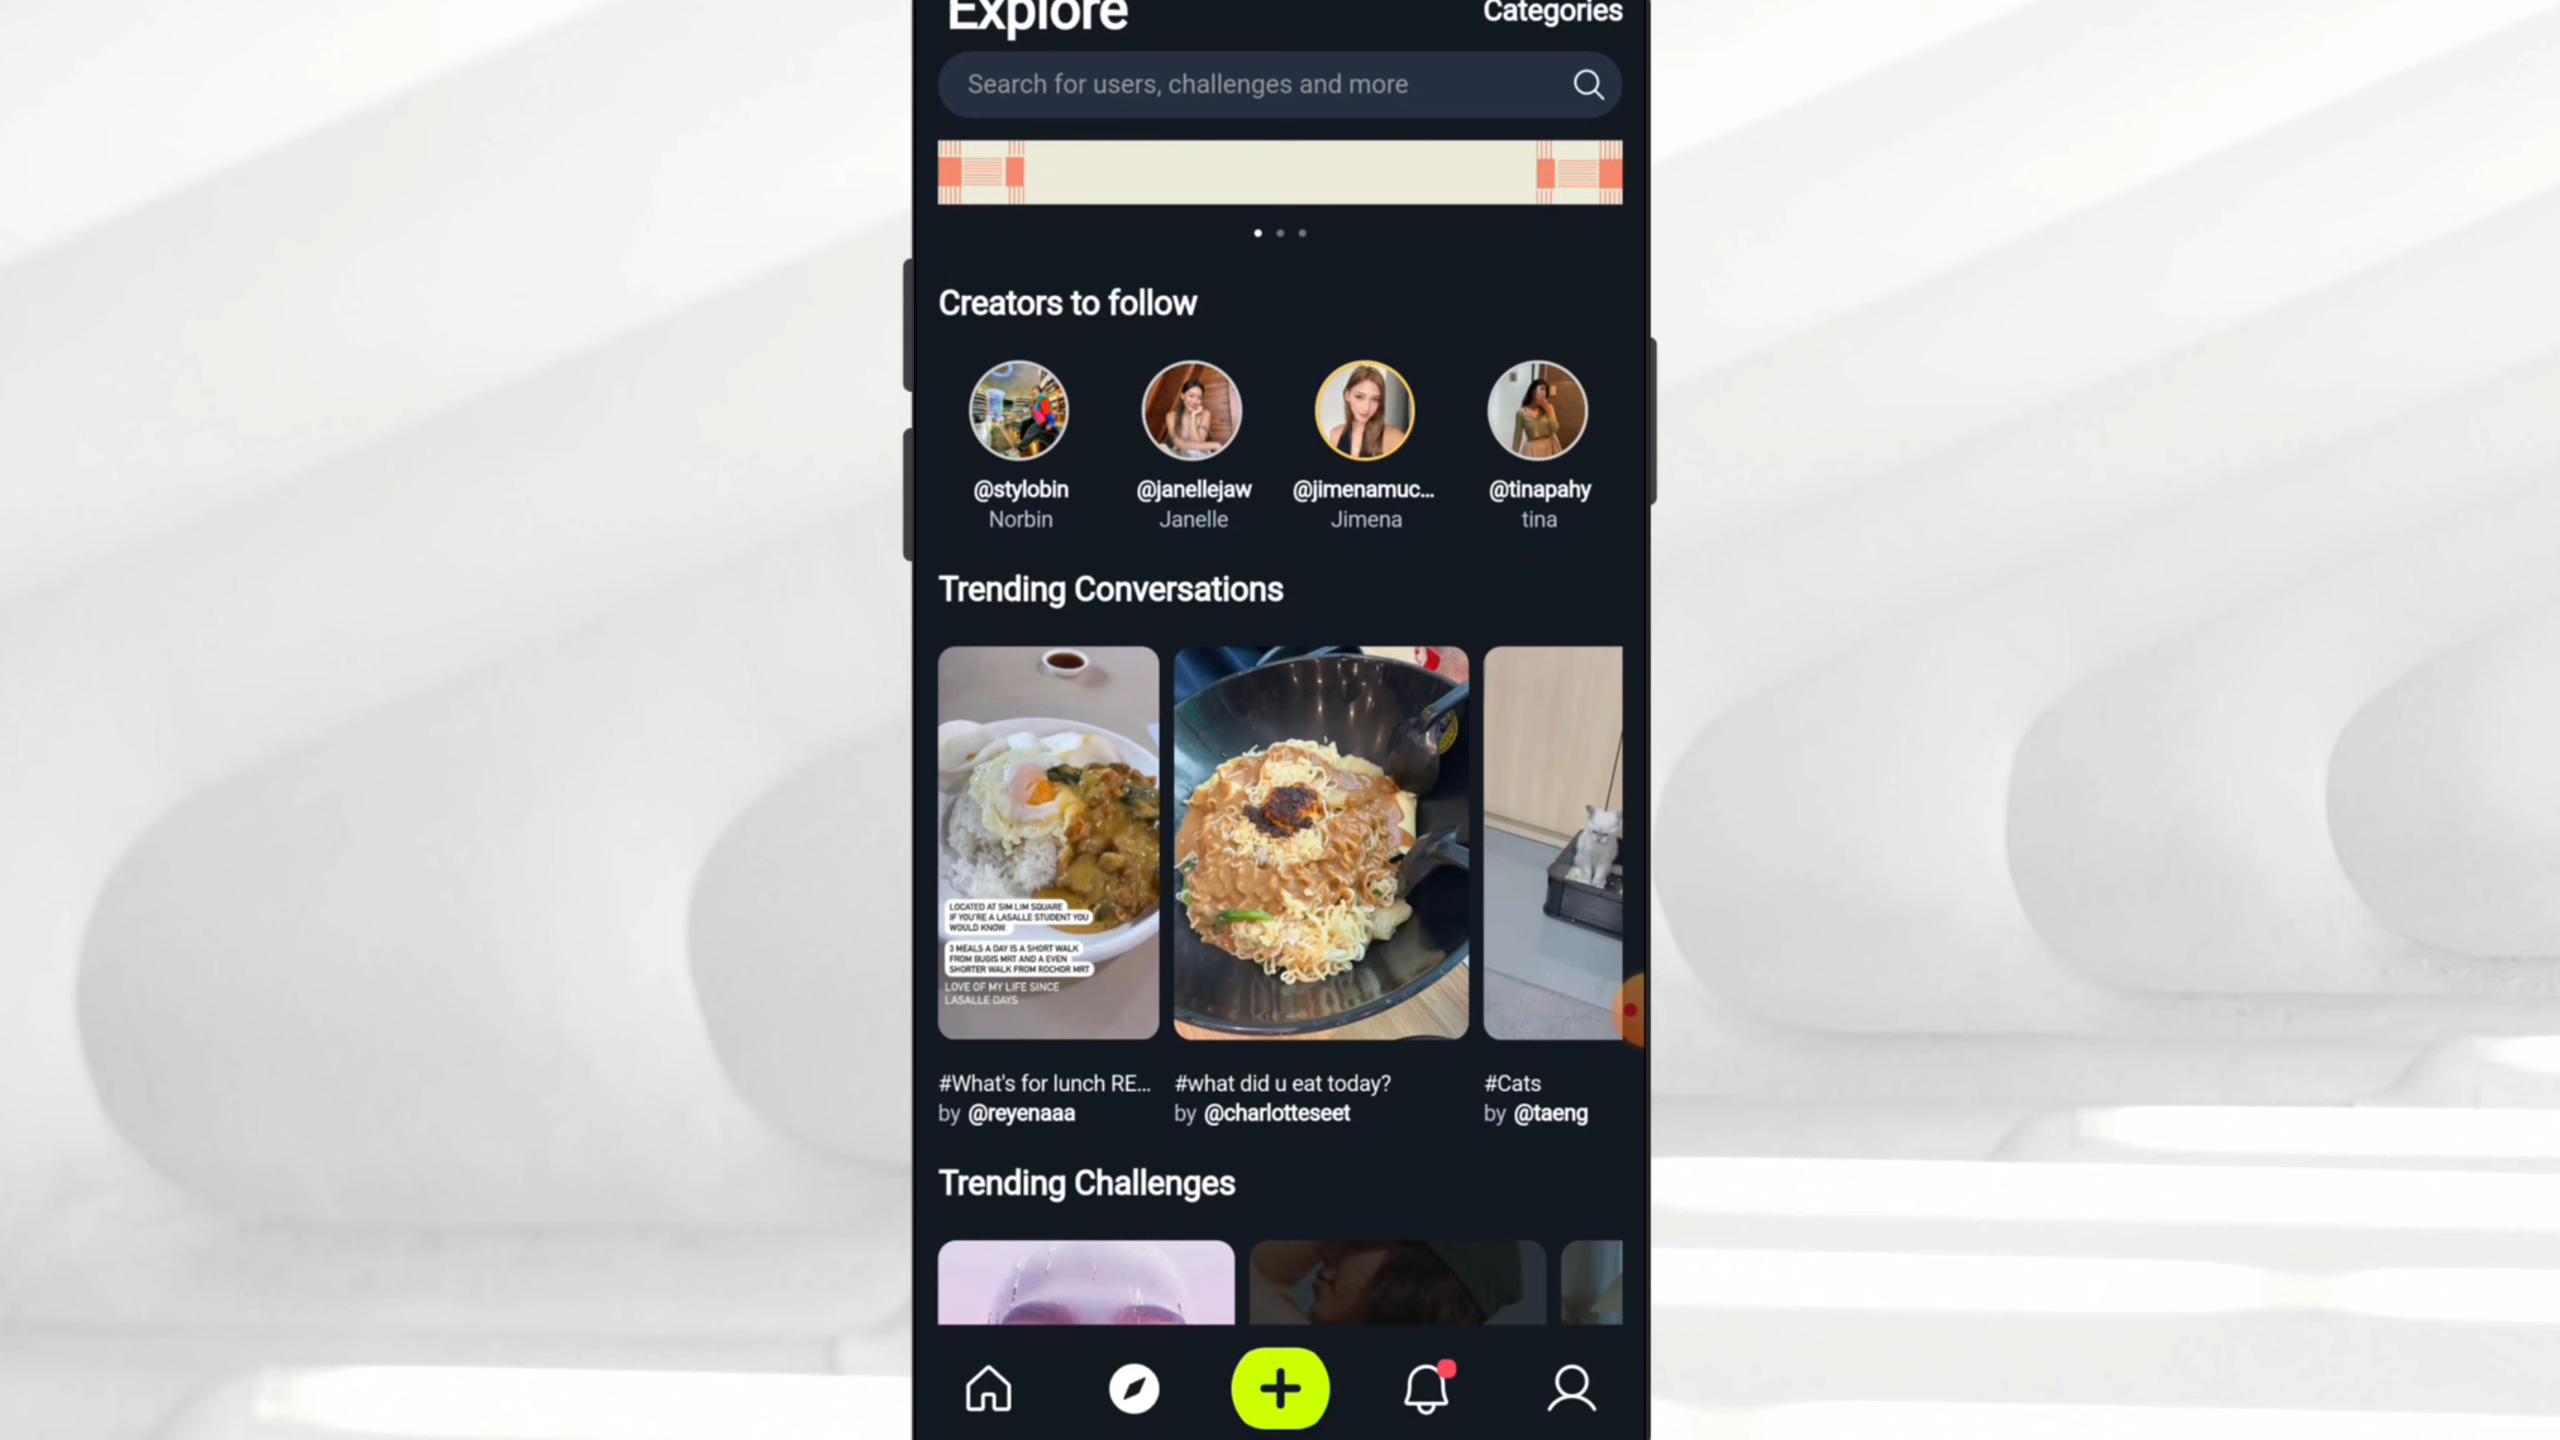 Explore
Categories
Search for users, challenges and more
Creators to follow
@stylobin
Norbin
@janellejaw
Janelle
@jimenamuc...
Jimena
@tinapahy
tina
Trending Conversations
LOCATED AT SIM LIM SQUARE
IF YOU'RE A LASALLE STUDENT YOU
WOULD KNOW.
3 MEALS A DAY IS A SHORT WALK
FROM BUGIS MRT AND A EVEN
SHORTER WALK FROM ROCHOR MRT
LOVE OF MY LIFE SINCE
LASALLE DAYS
#What's for lunch RE...
by @reyenaaa
#what did u eat today?
by @charlotteseet
#Cats
by @taeng
Trending Challenges